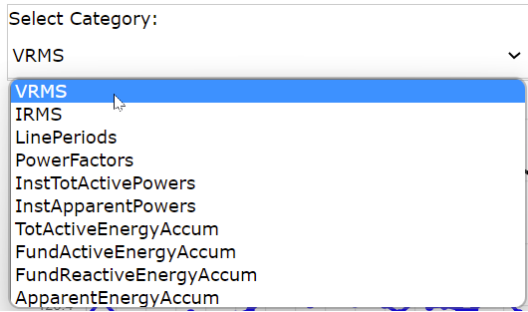 Select Category:
VRMS
VRMS
IRMS
LinePeriods
PowerFactors
InstTotActivePowers
InstApparentPowers
TotActiveEnergyAccum
FundActiveEnergyAccum
FundReactiveEnergyAccum
ApparentEnergyAccum